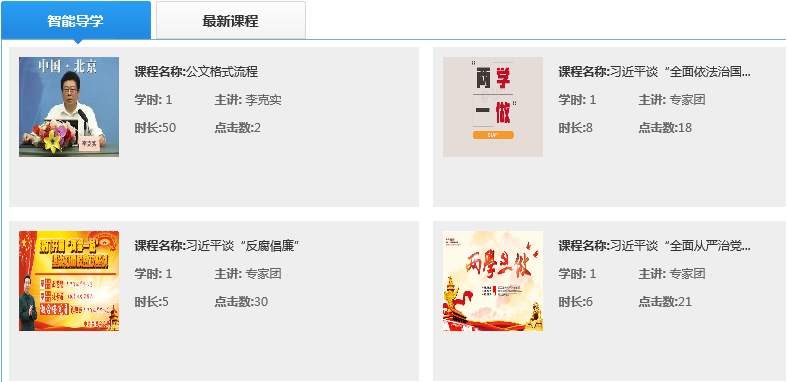 智能导学
最新课程
中国·北京
李克实
课程名称:公文格式流程
学时: 1 主讲: 李克实
时长:50 点击数:2
“两学
一做”
课程名称:习近平谈“全面依法治国...
学时: 1 主讲: 专家团
时长:8 点击数:18
课程名称:习近平谈“反腐倡廉”
学时: 1 主讲: 专家团
时长:5 点击数:30
两學且做
课程名称:习近平谈“全面从严治党...
学时: 1 主讲: 专家团
时长:6 点击数:21